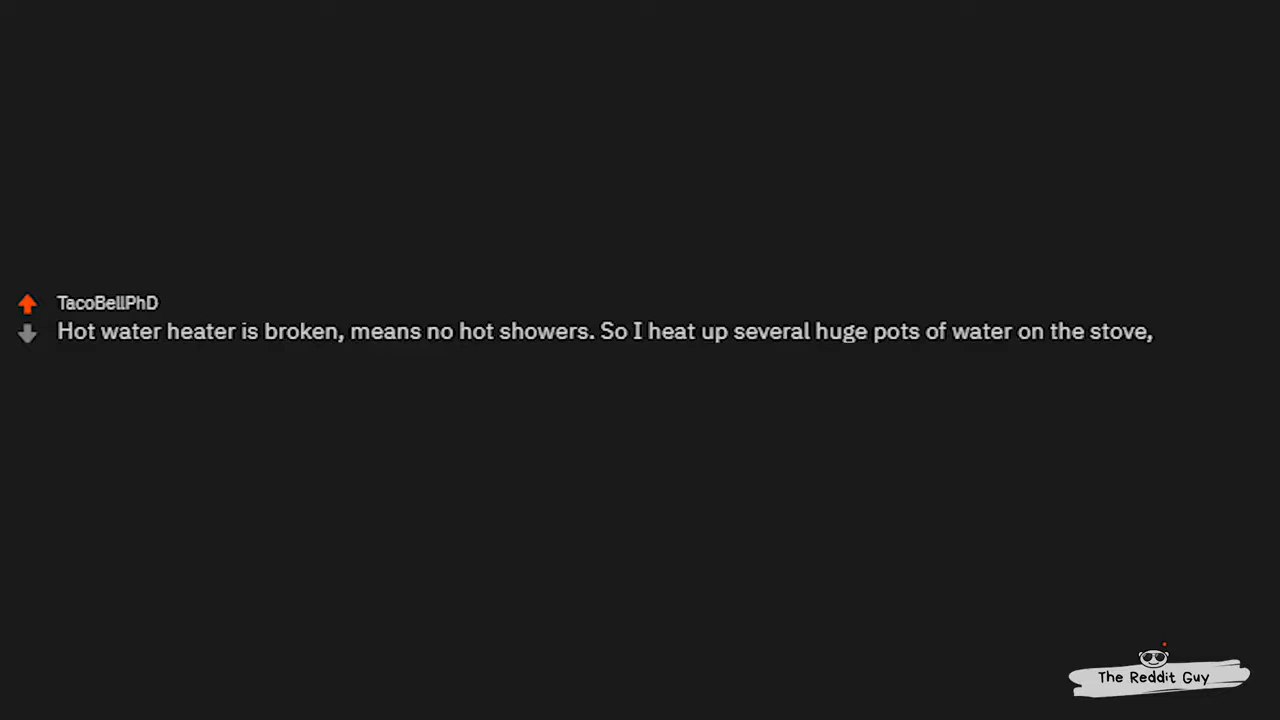 TacoBellPhD
Hot water heater is broken, means no hot showers. So I heat up several huge pots of water on the stove,
The Reddit Guy